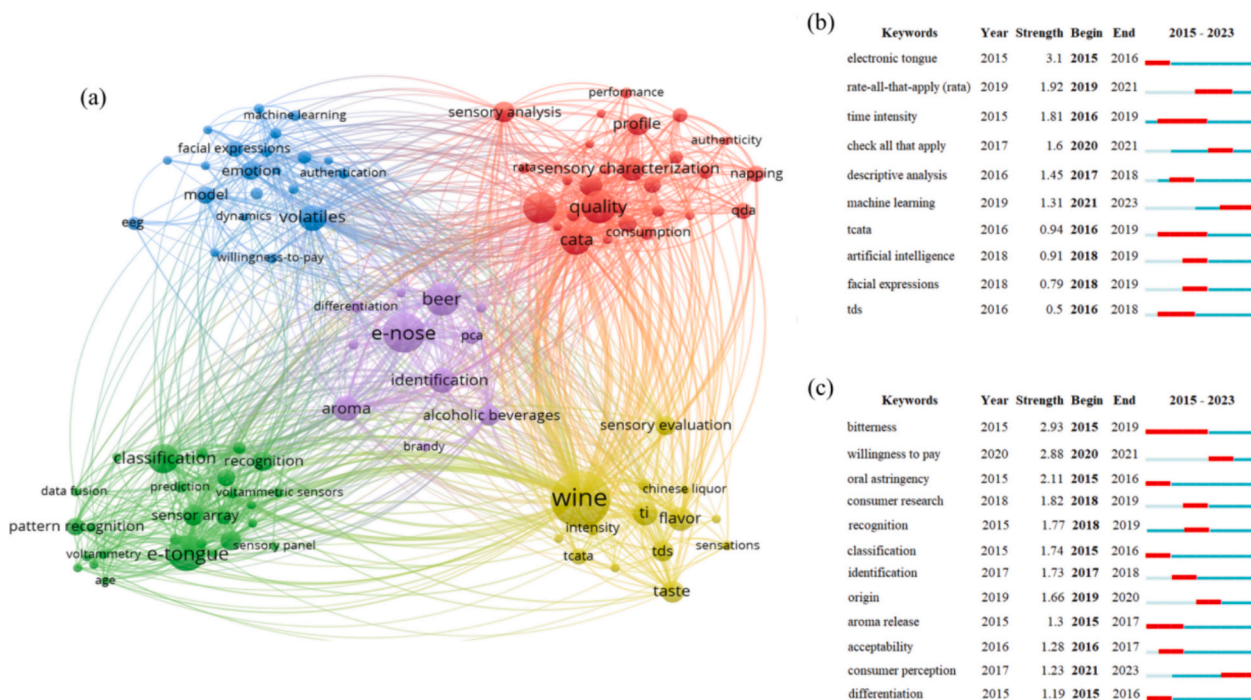 (a)
performance
sensory analysis
profile
machine learning
authenticity
facial expressions
rata
sensory characterization
napping
emotion
authentication
model
quality
qda
dynamics
volatiles
eeg
cata
consumption
willingness-to-pay
differentiation
beer
e-nose
pca
identification
aroma
alcoholic beverages
sensory evaluation
brandy
classification
recognition
data fusion
prediction
voltammetric sensors
wine
chinese liquor
sensor array
ti
flavor
pattern recognition
intensity
voltammetry
e-tongue
sensory panel
tcata
tds
sensations
age
taste
(b)
Keywords Year Strength Begin End 2015 - 2023
electronic tongue 2015 3.1 2015 2016
rate-all-that-apply (rata) 2019 1.92 2019 2021
time intensity 2015 1.81 2016 2019
check all that apply 2017 1.6 2020 2021
descriptive analysis 2016 1.45 2017 2018
machine learning 2019 1.31 2021 2023
tcata 2016 0.94 2016 2019
artificial intelligence 2018 0.91 2018 2019
facial expressions 2018 0.79 2018 2019
tds 2016 0.5 2016 2018
(c)
Keywords Year Strength Begin End 2015 - 2023
bitterness 2015 2.93 2015 2019
willingness to pay 2020 2.88 2020 2021
oral astringency 2015 2.11 2015 2016
consumer research 2018 1.82 2018 2019
recognition 2015 1.77 2018 2019
classification 2015 1.74 2015 2016
identification 2017 1.73 2017 2018
origin 2019 1.66 2019 2020
aroma release 2015 1.3 2015 2017
acceptability 2016 1.28 2016 2017
consumer perception 2017 1.23 2021 2023
differentiation 2015 1.19 2015 2016